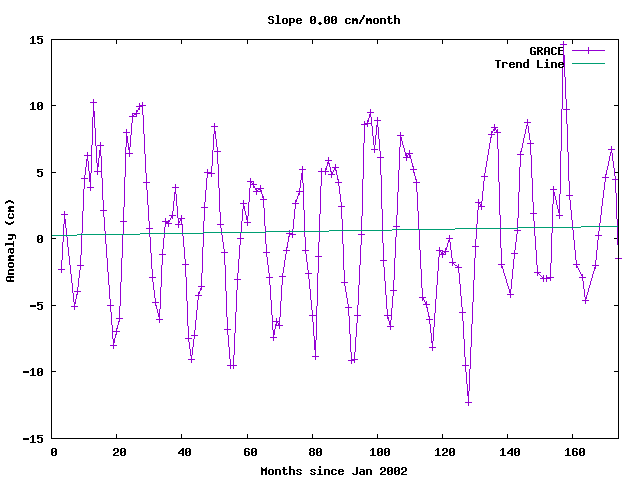 Slope 0.00 cm/month
GRACE
Trend Line
15
10
5
0
-5
-10
-15
Anomaly (cm)
0 20 40 60 80 100 120 140 160
Months since Jan 2002